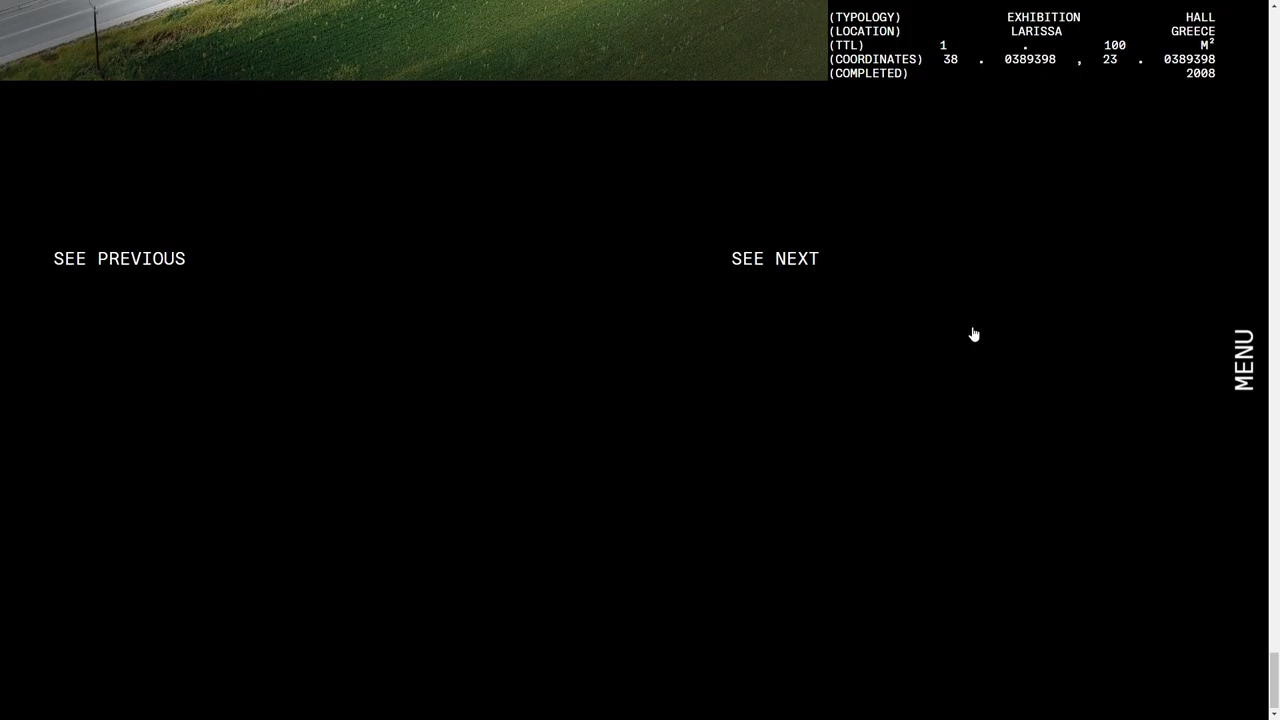 (TYPOLOGY) EXHIBITION HALL
(LOCATION) LARISSA GREECE
(TTL) 1 . 100 M²
(COORDINATES) 38 . 0389398 , 23 . 0389398
(COMPLETED) 2008
SEE PREVIOUS
SEE NEXT
MENU